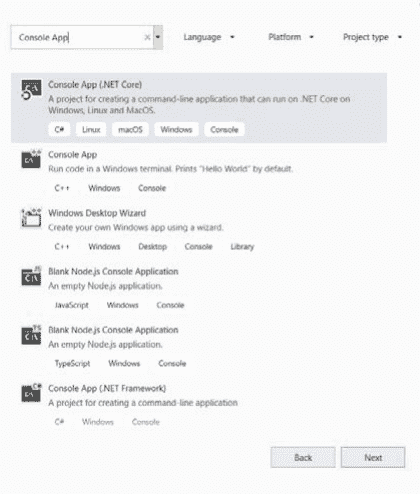 Console App
Language
Platform
Project type
Console App (.NET Core)
A project for creating a command-line application that can run on .NET Core on
Windows, Linux and MacOS.
C# Linux macOS Windows Console
Console App
Run code in a Windows terminal. Prints "Hello World" by default.
C++ Windows Console
Windows Desktop Wizard
Create your own Windows app using a wizard.
C++ Windows Desktop Console Library
Blank Node.js Console Application
An empty Node.js application.
JavaScript Windows Console
Blank Node.js Console Application
An empty Node.js application.
TypeScript Windows Console
Console App (.NET Framework)
A project for creating a command-line application
C# Windows Console
Back
Next